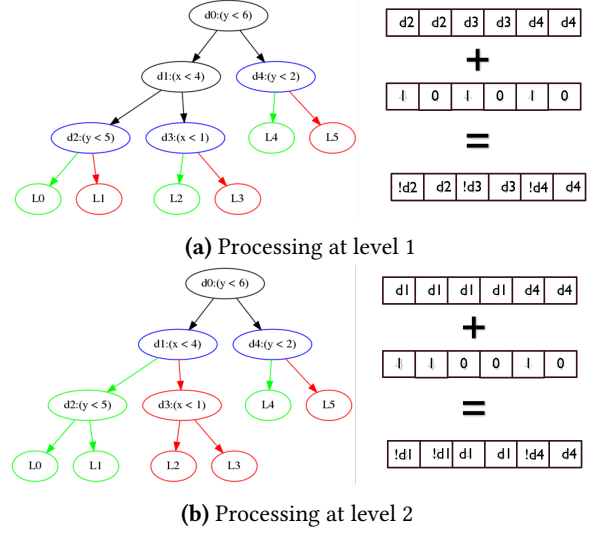 d0:(y < 6)
d1:(x < 4) d4:(y < 2)
d2:(y < 5) d3:(x < 1) L4 L5
L0 L1 L2 L3
d2 d2 d3 d3 d4 d4
+
1 0 1 0 1 0
=
!d2 d2 !d3 d3 !d4 d4
(a) Processing at level 1
d0:(y < 6)
d1:(x < 4) d4:(y < 2)
d2:(y < 5) d3:(x < 1) L4 L5
L0 L1 L2 L3
d1 d1 d1 d1 d4 d4
+
1 1 0 0 1 0
=
!d1 !d1 d1 d1 !d4 d4
(b) Processing at level 2